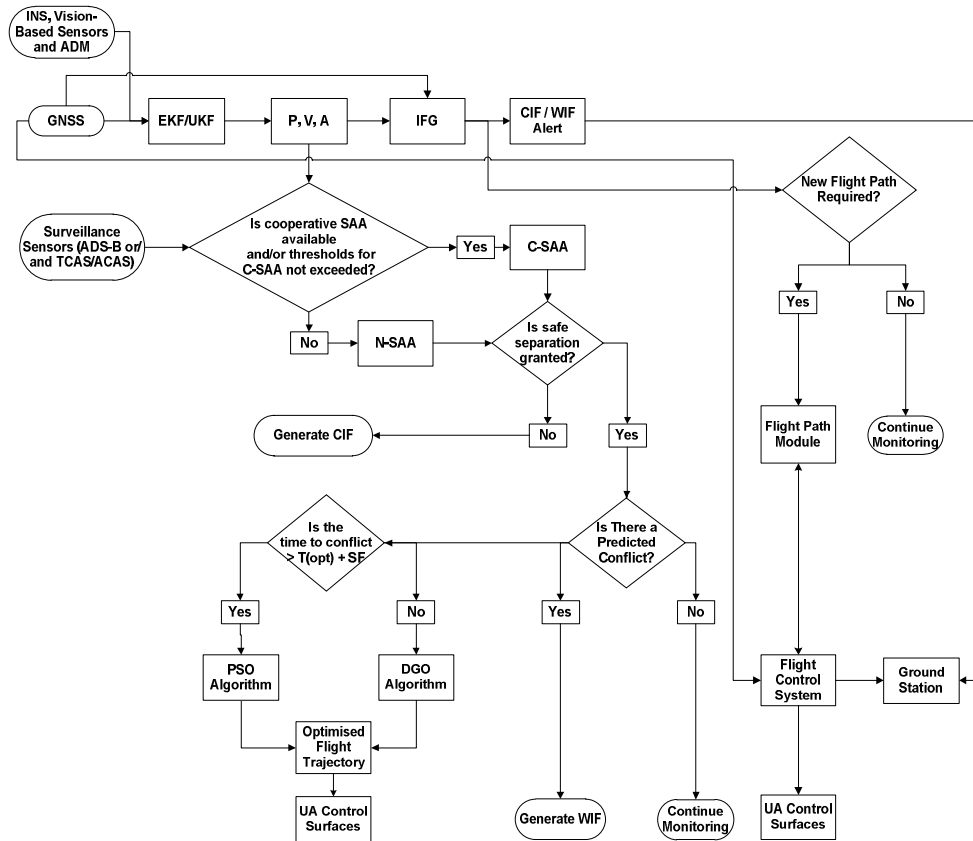 INS, Vision-
Based Sensors
and ADM
GNSS
EKF/UKF
P, V, A
IFG
CIF / WIF
Alert
New Flight Path
Required?
Surveillance
Sensors (ADS-B or/
and TCAS/ACAS)
Is cooperative SAA
available
and/or thresholds for
C-SAA not exceeded?
Yes
C-SAA
No
N-SAA
Is safe
separation
granted?
Yes
No
Generate CIF
No
Yes
Flight Path
Module
Continue
Monitoring
Is the
time to conflict
> T(opt) + SF
Is There a
Predicted
Conflict?
Yes
No
Yes
No
PSO
Algorithm
DGO
Algorithm
Flight
Control
System
Ground
Station
Optimised
Flight
Trajectory
UA Control
Surfaces
Generate WIF
Continue
Monitoring
UA Control
Surfaces